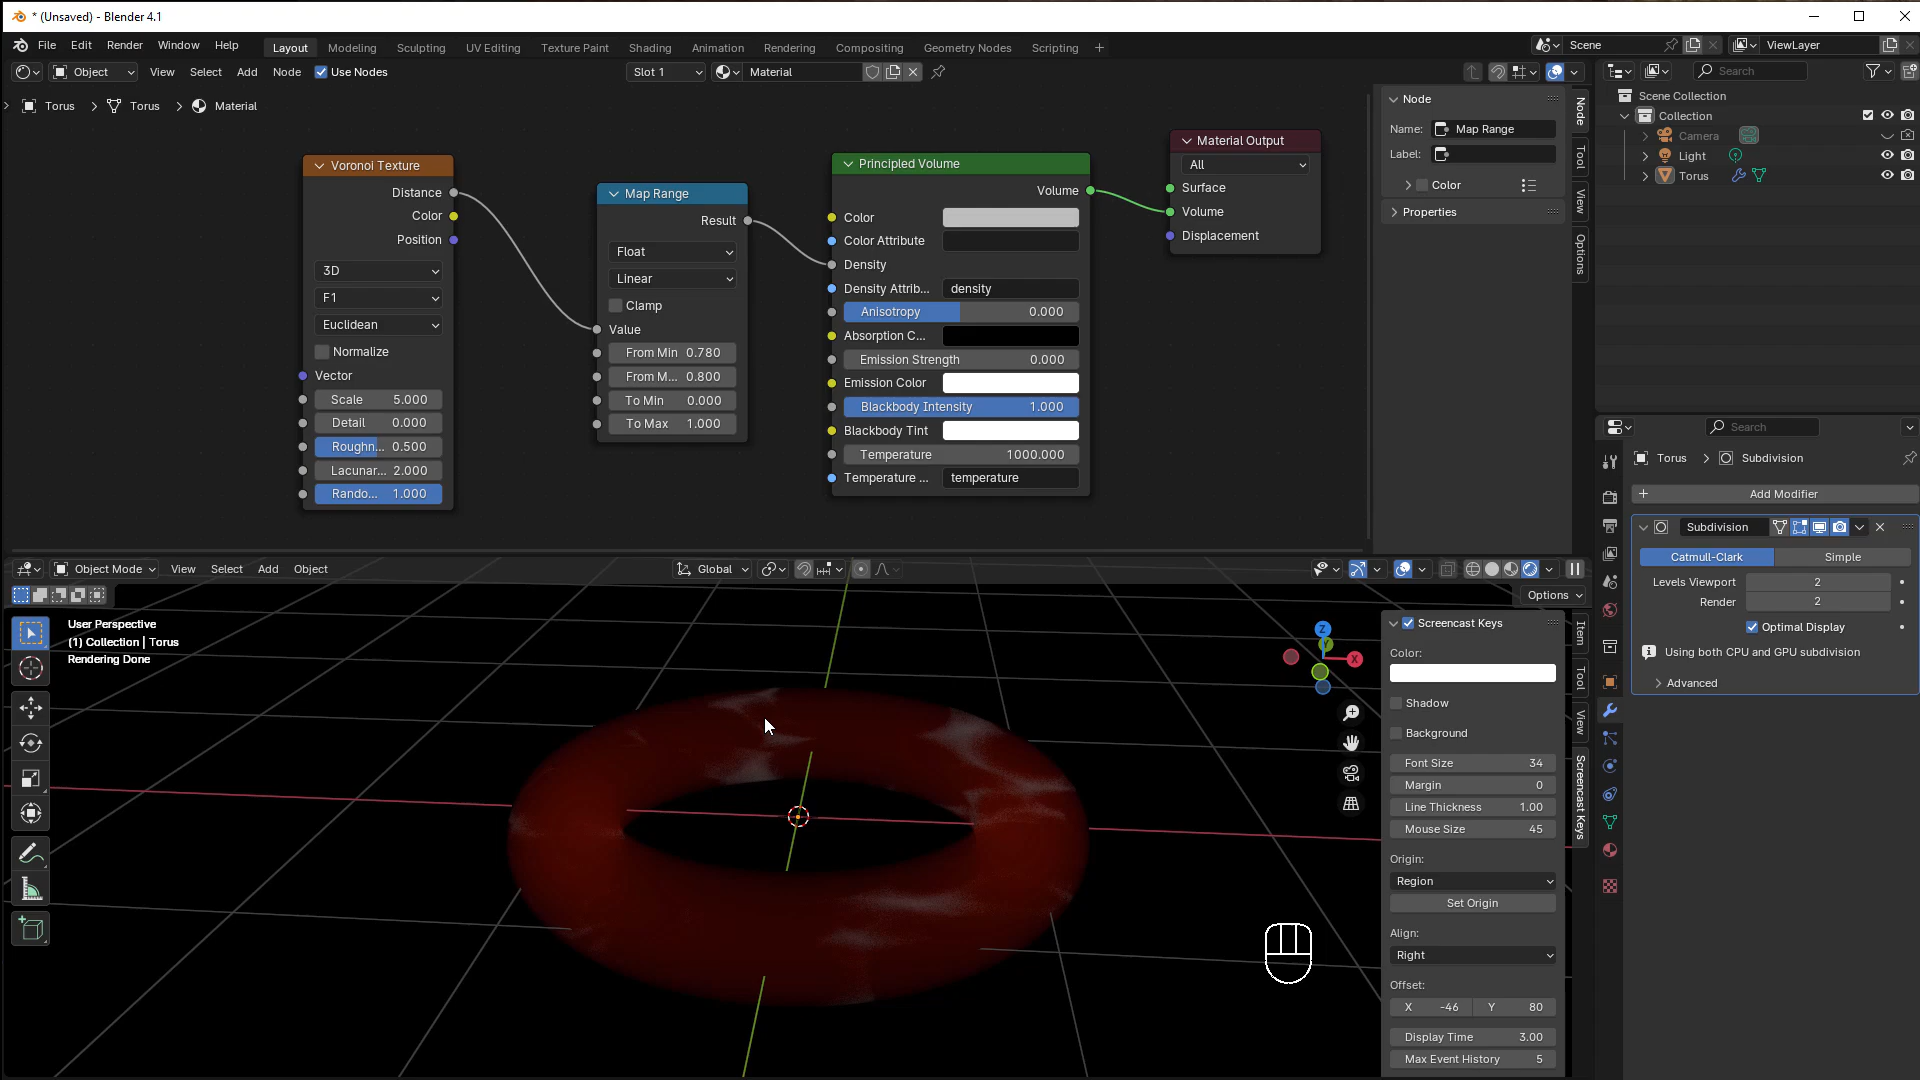 * (Unsaved) - Blender 4.1
File Edit Render Window Help
Layout Modeling Sculpting UV Editing Texture Paint Shading Animation Rendering Compositing Geometry Nodes Scripting +
Scene ViewLayer
Object View Select Add Node Use Nodes Slot 1 Material
Search
Torus Torus Material
Voronoi Texture
Distance
Color
Position
3D
F1
Euclidean
Normalize
Vector
Scale 5.000
Detail 0.000
Roughn... 0.500
Lacunar... 2.000
Rando... 1.000
Map Range
Result
Float
Linear
Clamp
Value
From Min 0.780
From M... 0.800
To Min 0.000
To Max 1.000
Principled Volume
Volume
Color
Color Attribute
Density
Density Attrib... density
Anisotropy 0.000
Absorption C...
Emission Strength 0.000
Emission Color
Blackbody Intensity 1.000
Blackbody Tint
Temperature 1000.000
Temperature ... temperature
Material Output
All
Surface
Volume
Displacement
Node
Name: Map Range
Label:
Color
Properties
Node
Tool
View
Options
Scene Collection
Collection
Camera
Light
Torus
Search
Torus Subdivision
Add Modifier
Subdivision
Catmull-Clark Simple
Levels Viewport 2
Render 2
Optimal Display
Using both CPU and GPU subdivision
Advanced
Object Mode View Select Add Object Global
Options
User Perspective
(1) Collection | Torus
Rendering Done
Z
Y
X
Screencast Keys
Color:
Shadow
Background
Font Size 34
Margin 0
Line Thickness 1.00
Mouse Size 45
Origin:
Region
Set Origin
Align:
Right
Offset:
X -46 Y 80
Display Time 3.00
Max Event History 5
Item
Tool
View
Screencast Keys